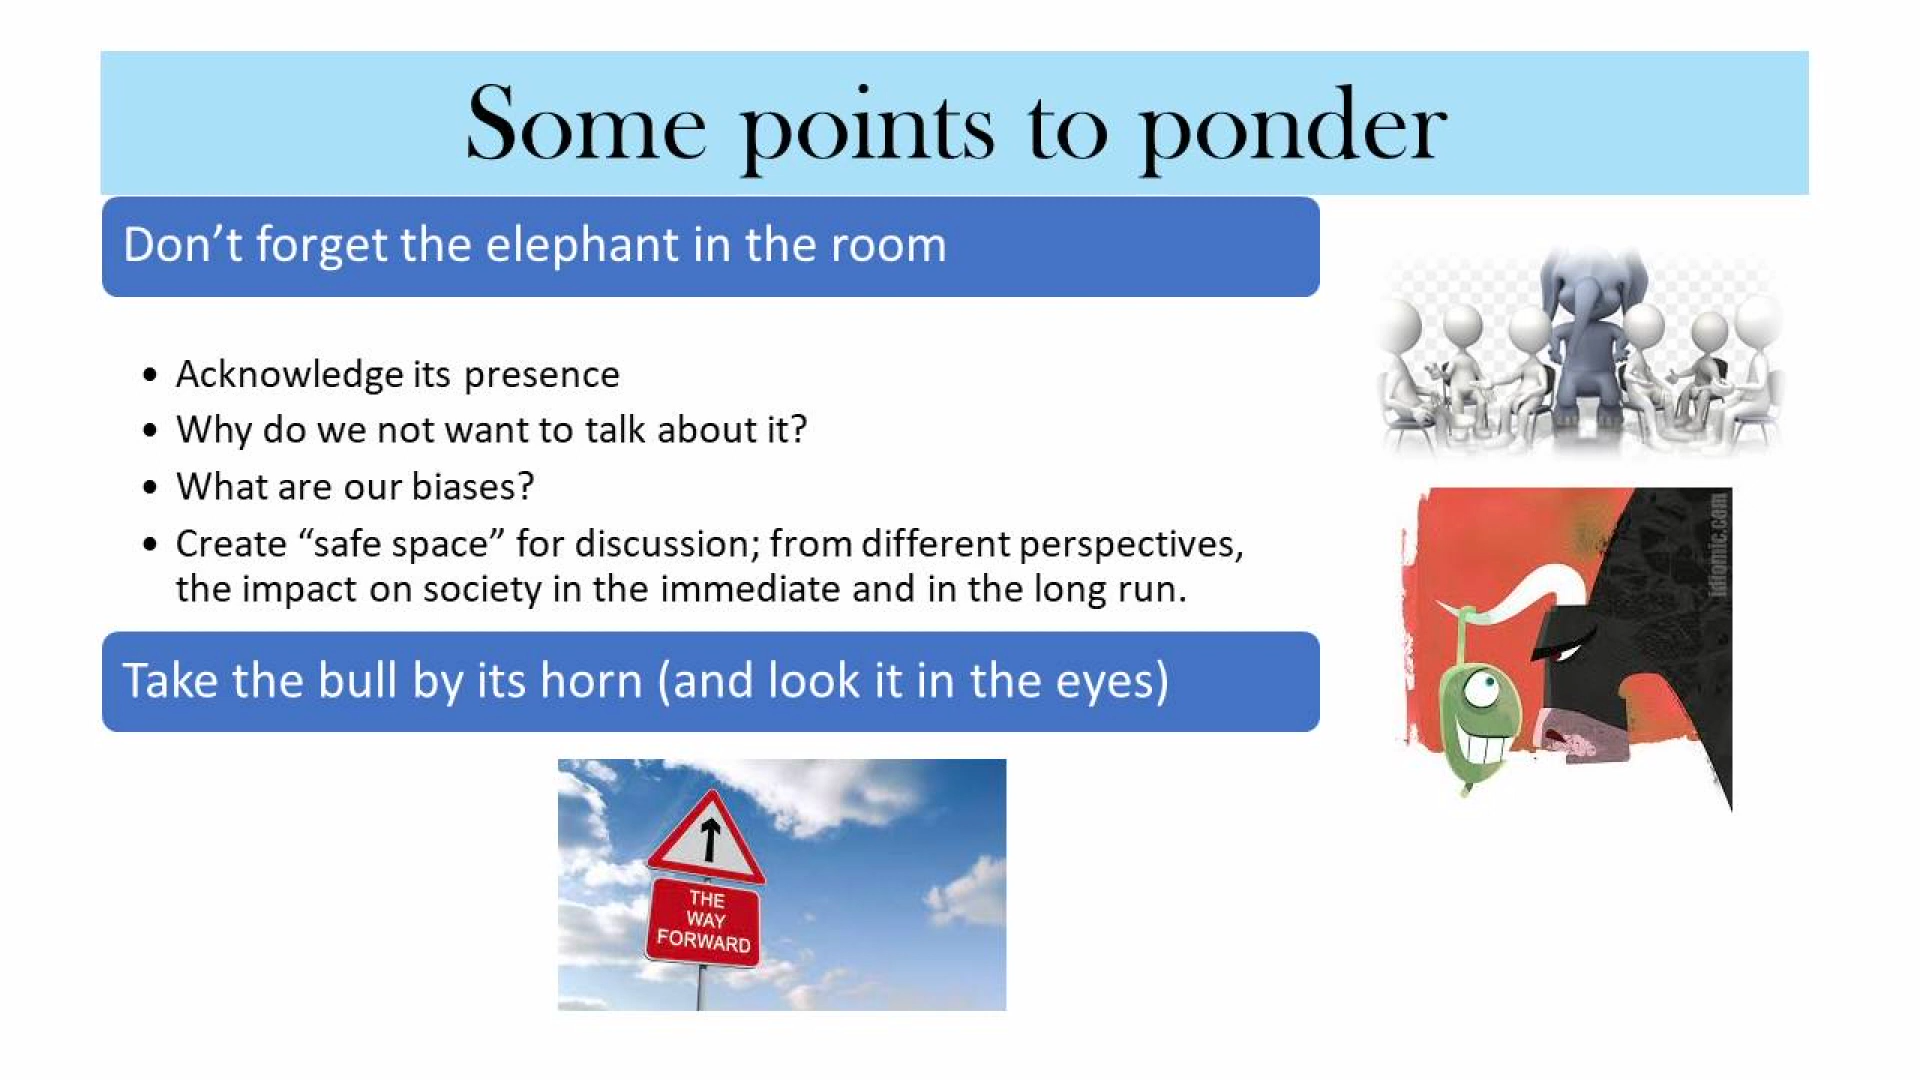 Some points to ponder
Don’t forget the elephant in the room
• Acknowledge its presence
• Why do we not want to talk about it?
• What are our biases?
• Create “safe space” for discussion; from different perspectives,
the impact on society in the immediate and in the long run.
Take the bull by its horn (and look it in the eyes)
THE
WAY
FORWARD